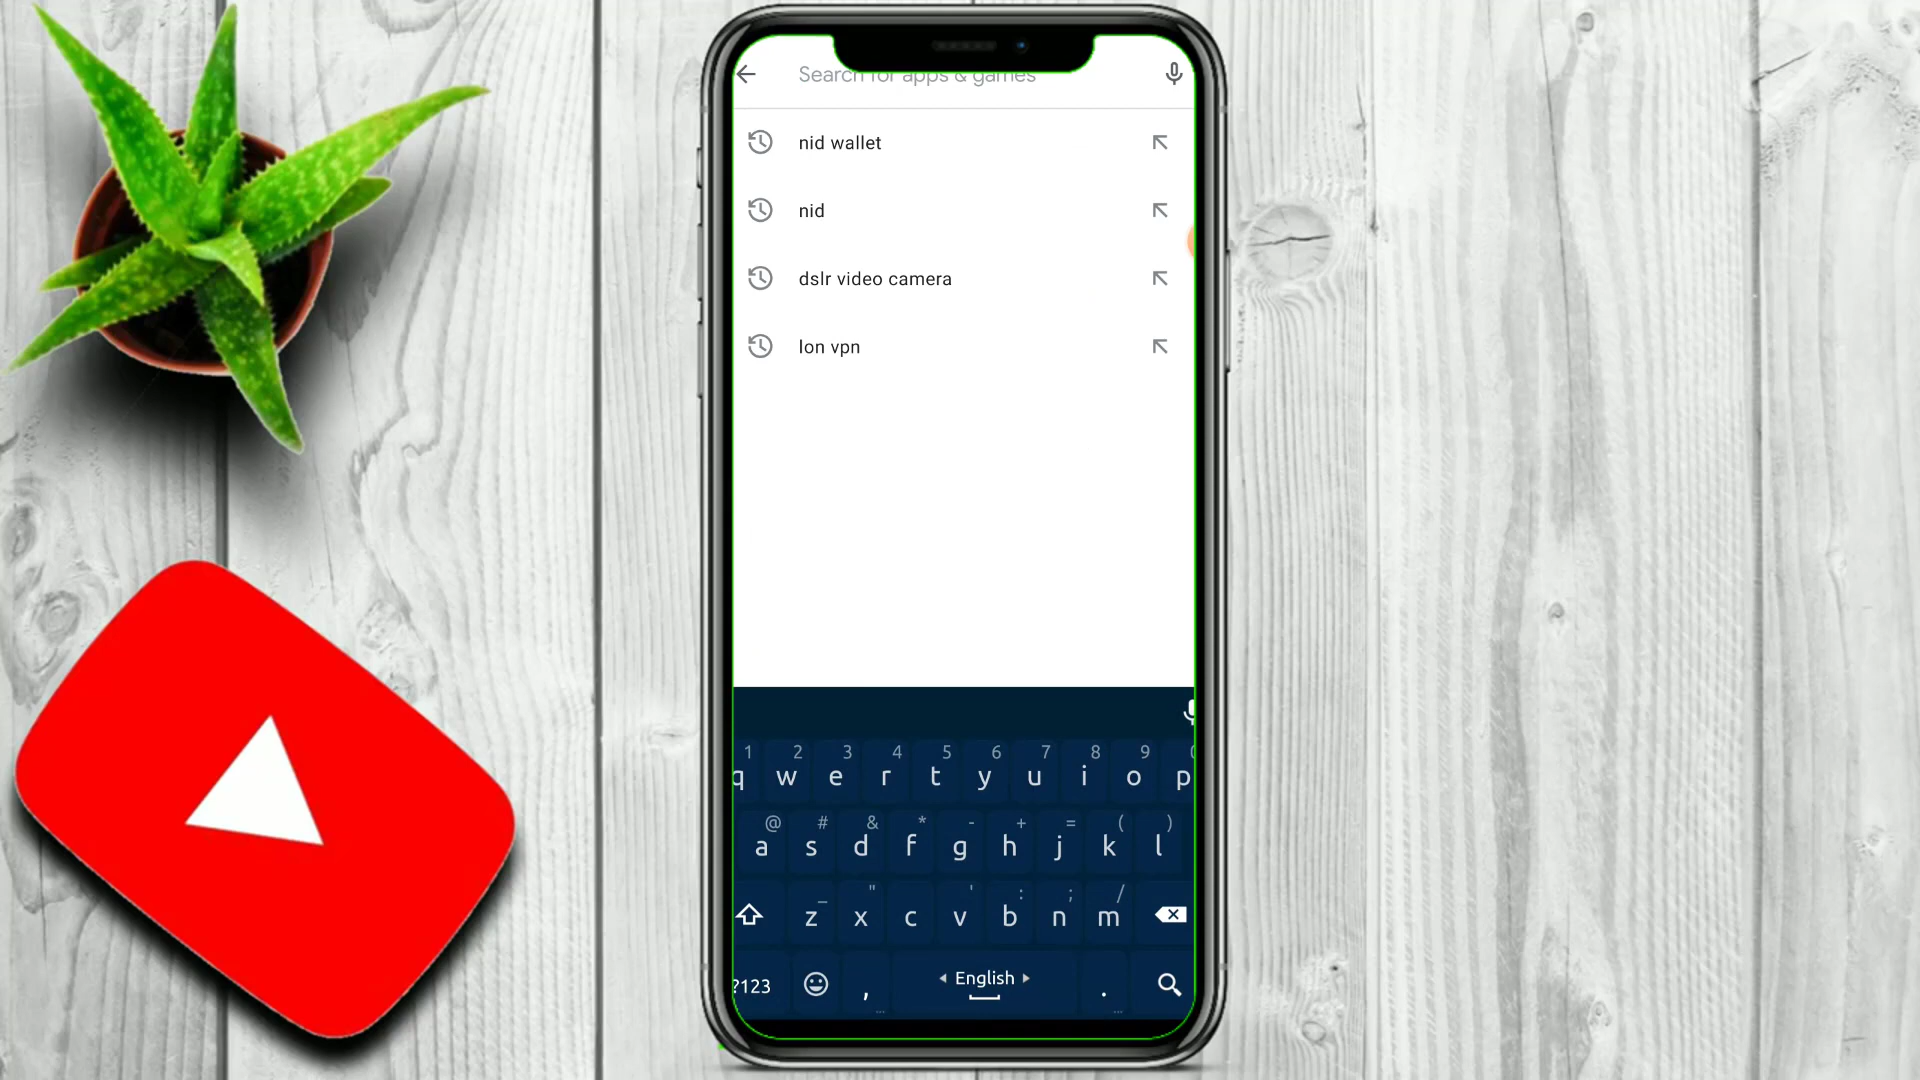 Search for apps & games
nid wallet
nid
dslr video camera
lon vpn
1 2 3 4 5 6 7 8 9 0
q w e r t y u i o p
@ # & * - + = ( )
a s d f g h j k l
_ " ' : ; /
z x c v b n m
?123 , English .